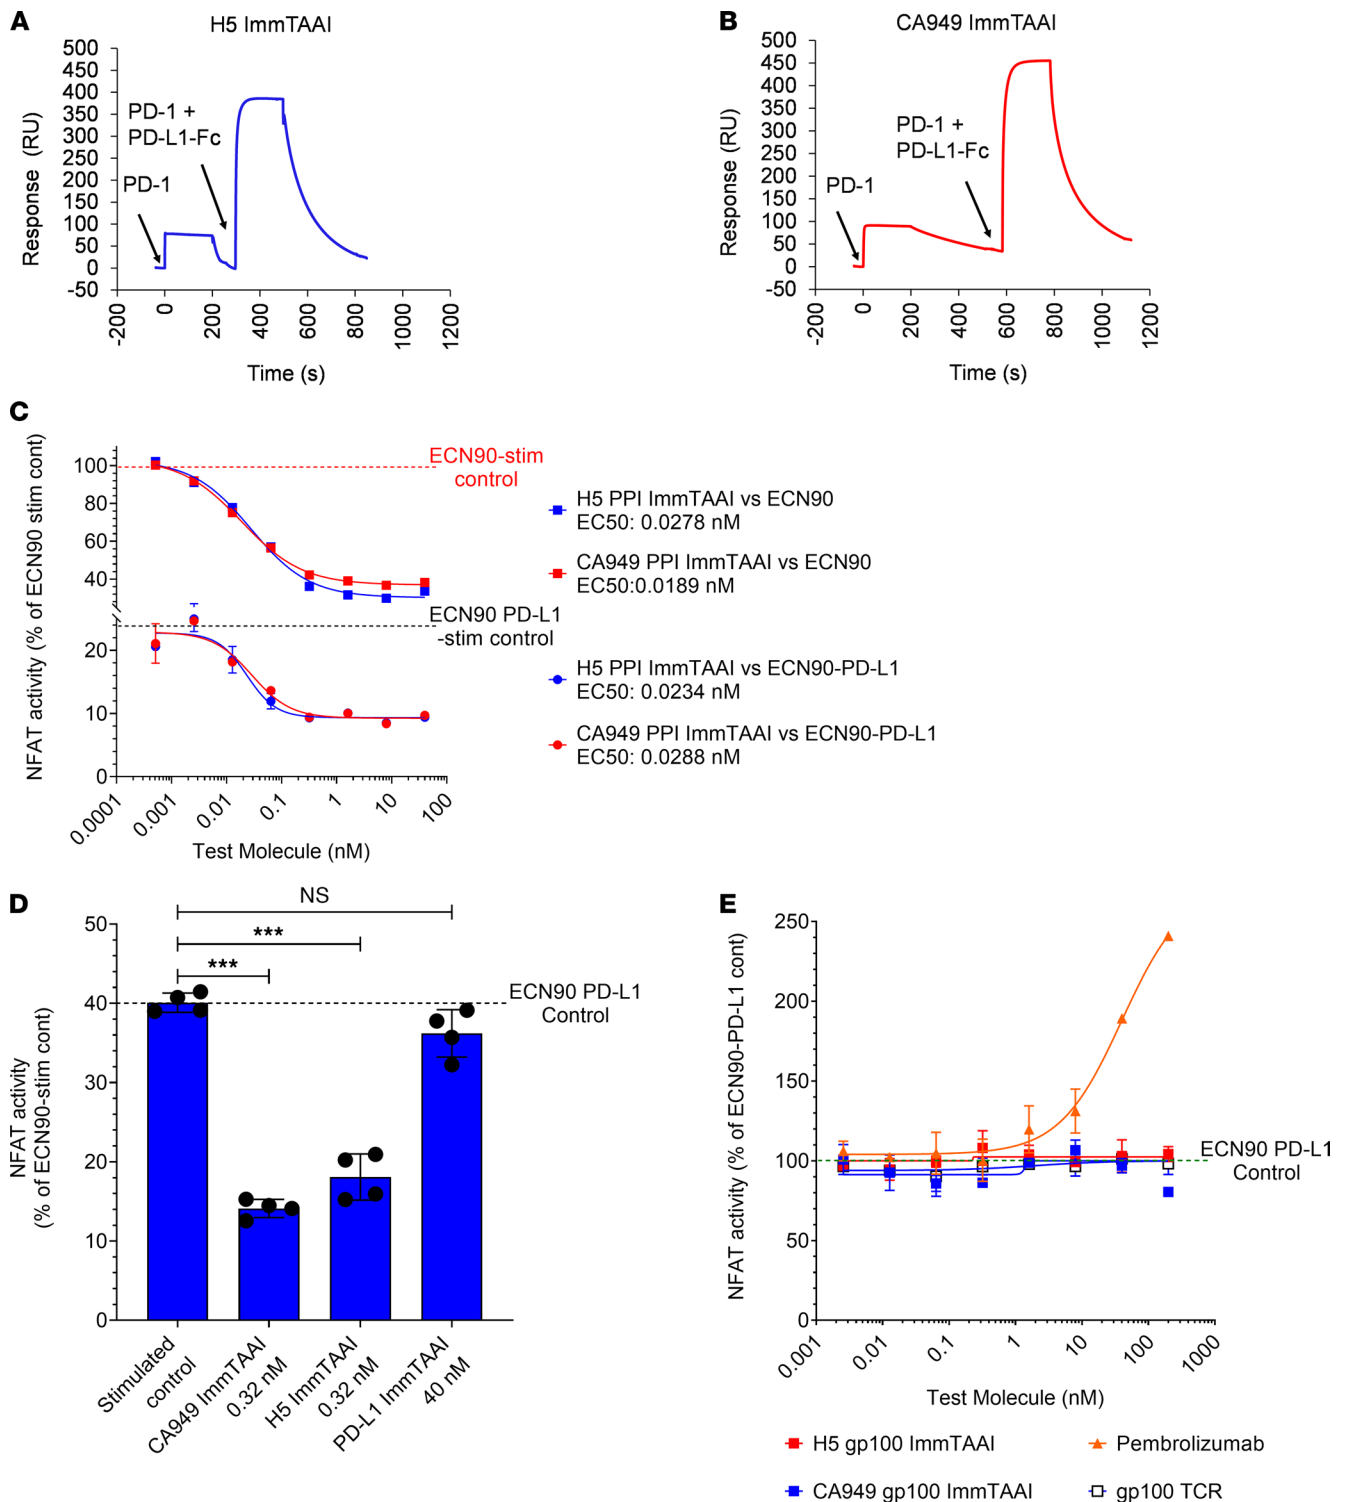 A
H5 ImmTAAI
500
450
400
350
300
250
200
150
100
50
0
-50
Response (RU)
PD-1 +
PD-L1-Fc
PD-1
-200
0
200
400
600
800
1000
1200
Time (s)
B
CA949 ImmTAAI
500
450
400
350
300
250
200
150
100
50
0
-50
Response (RU)
PD-1 +
PD-L1-Fc
PD-1
-200
0
200
400
600
800
1000
1200
Time (s)
C
NFAT activity (% of ECN90 stim cont)
100
80
60
40
20
10
0
ECN90-stim
control
ECN90 PD-L1
-stim control
0.0001
0.001
0.01
0.1
1
10
100
Test Molecule (nM)
H5 PPI ImmTAAI vs ECN90
EC50: 0.0278 nM
CA949 PPI ImmTAAI vs ECN90
EC50:0.0189 nM
H5 PPI ImmTAAI vs ECN90-PD-L1
EC50: 0.0234 nM
CA949 PPI ImmTAAI vs ECN90-PD-L1
EC50: 0.0288 nM
D
NFAT activity
(% of ECN90-stim cont)
50
40
30
20
10
0
NS
***
***
ECN90 PD-L1
Control
Stimulated
control
CA949 ImmTAAI
0.32 nM
H5 ImmTAAI
0.32 nM
PD-L1 ImmTAAI
40 nM
E
NFAT activity (% of ECN90-PD-L1 cont)
250
200
150
100
50
0
ECN90 PD-L1
Control
0.001
0.01
0.1
1
10
100
1000
Test Molecule (nM)
H5 gp100 ImmTAAI
Pembrolizumab
CA949 gp100 ImmTAAI
gp100 TCR